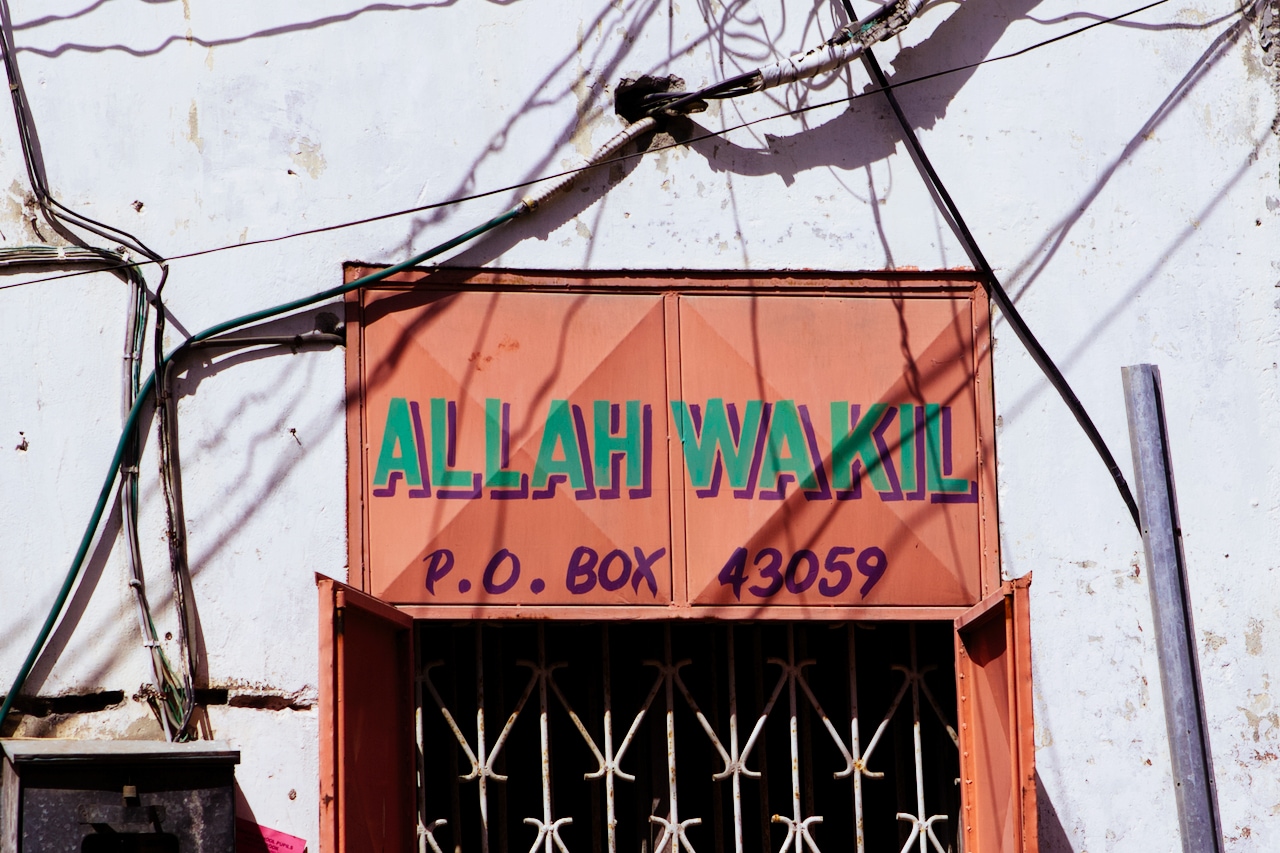 ALLAH WAKIL
P.O. BOX 43059